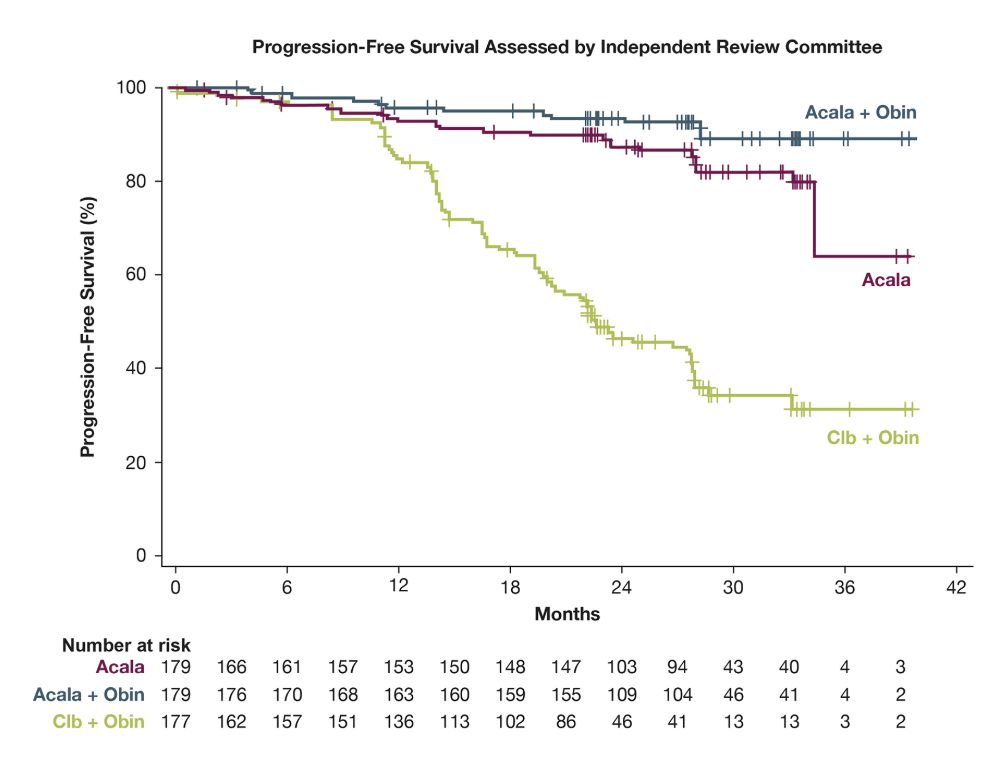 Progression-Free Survival Assessed by Independent Review Committee
100
80
60
40
20
0
Progression-Free Survival (%)
Acala + Obin
Acala
Clb + Obin
0 6 12 18 24 30 36 42
Months
Number at risk
Acala 179 166 161 157 153 150 148 147 103 94 43 40 4 3
Acala + Obin 179 176 170 168 163 160 159 155 109 104 46 41 4 2
Clb + Obin 177 162 157 151 136 113 102 86 46 41 13 13 3 2